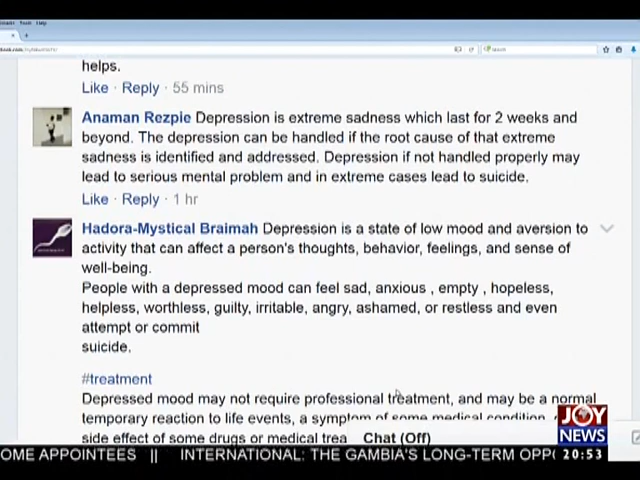 helps.
Like · Reply · 55 mins
Anaman Rezpie Depression is extreme sadness which last for 2 weeks and
beyond. The depression can be handled if the root cause of that extreme
sadness is identified and addressed. Depression if not handled properly may
lead to serious mental problem and in extreme cases lead to suicide.
Like · Reply · 1 hr
Hadora-Mystical Braimah Depression is a state of low mood and aversion to
activity that can affect a person's thoughts, behavior, feelings, and sense of
well-being.
People with a depressed mood can feel sad, anxious , empty , hopeless,
helpless, worthless, guilty, irritable, angry, ashamed, or restless and even
attempt or commit
suicide.
#treatment
Depressed mood may not require professional treatment, and may be a normal
temporary reaction to life events, a symptom of some medical condition,
side effect of some drugs or medical trea
Chat (Off)
JOY
NEWS
OME APPOINTEES || INTERNATIONAL: THE GAMBIA'S LONG-TERM OPP
20:53